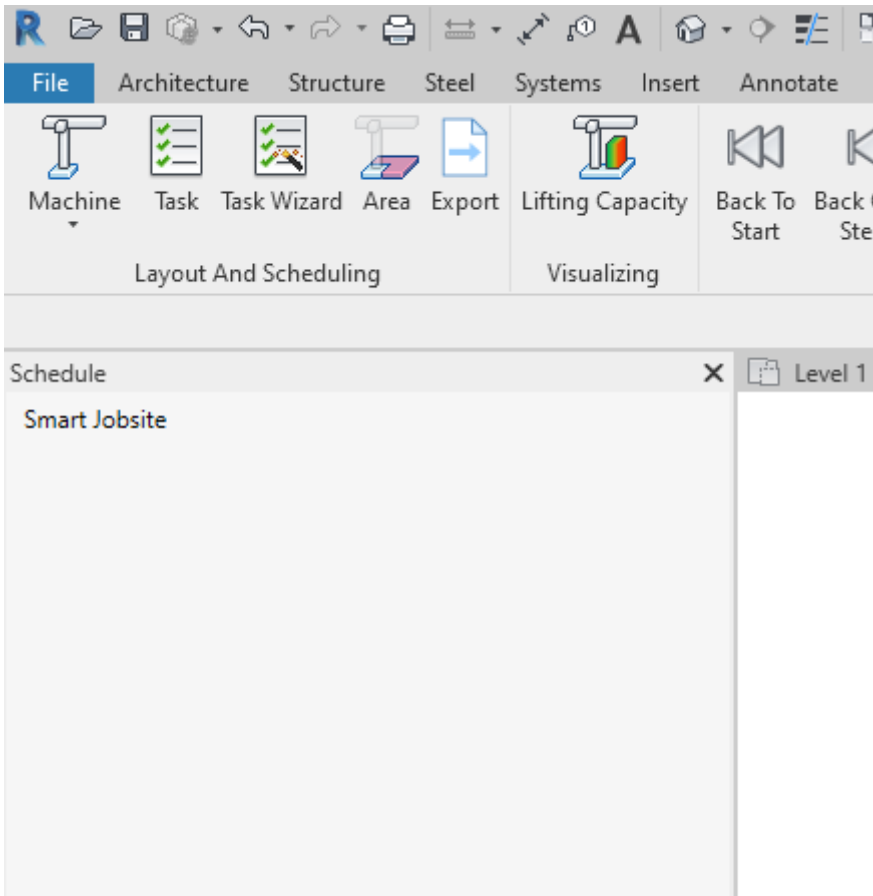 File Architecture Structure Steel Systems Insert Annotate
Machine Task Task Wizard Area Export Lifting Capacity Back To Back
Start
Layout And Scheduling Visualizing
Schedule Level 1
Smart Jobsite